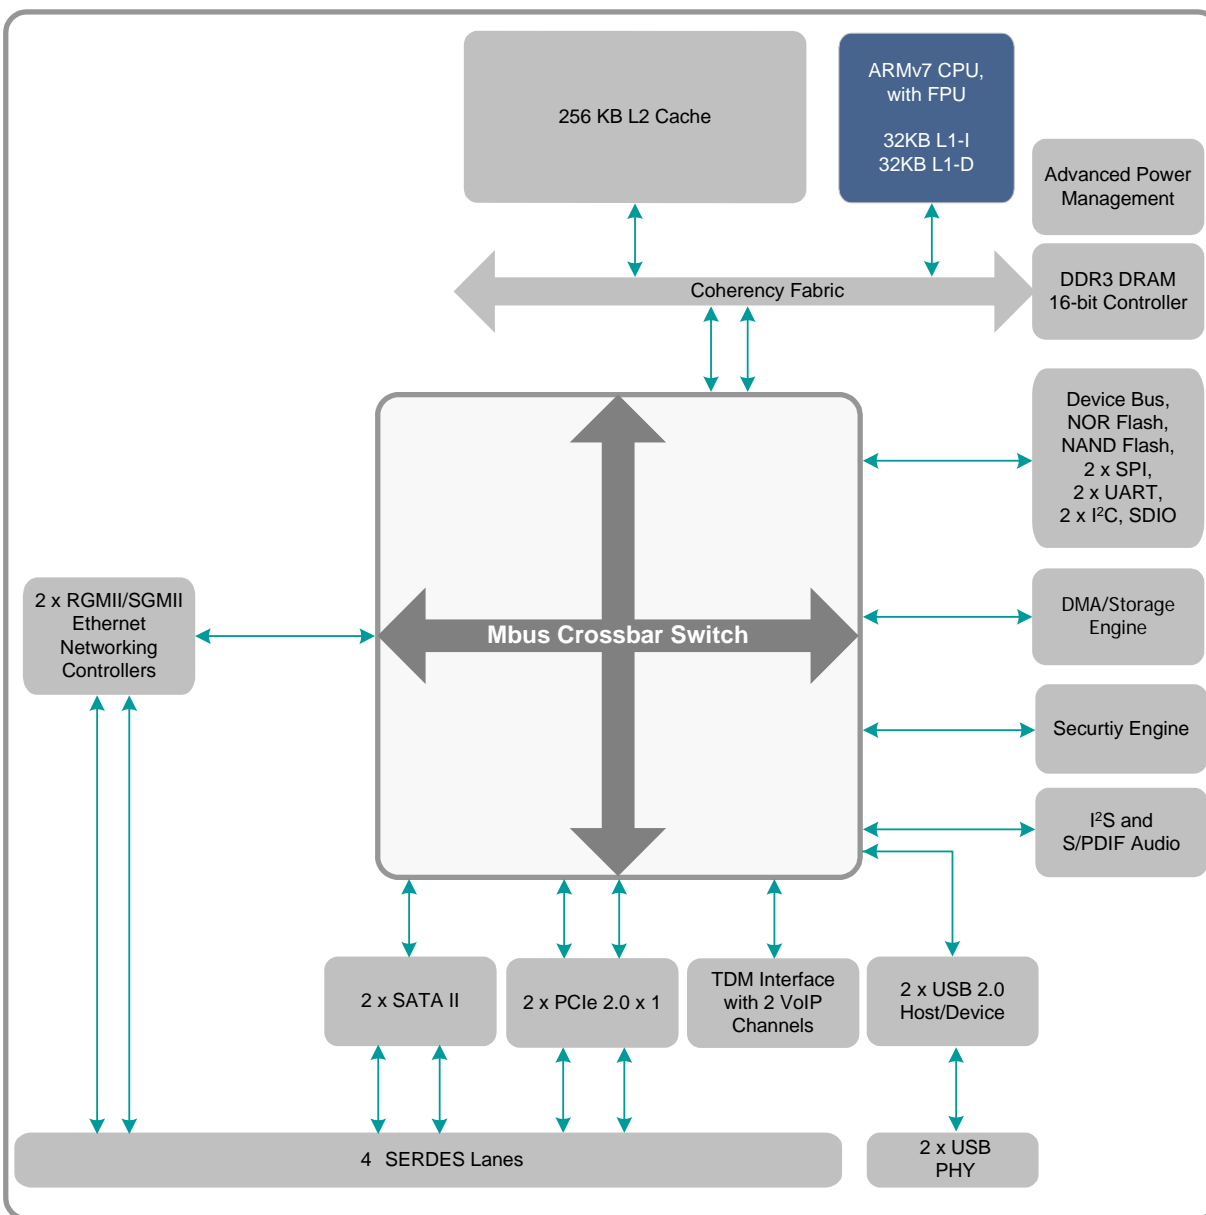 256 KB L2 Cache
ARMv7 CPU,
with FPU
32KB L1-I
32KB L1-D
Advanced Power
Management
Coherency Fabric
DDR3 DRAM
16-bit Controller
Device Bus,
NOR Flash,
NAND Flash,
2 x SPI,
2 x UART,
2 x I²C, SDIO
2 x RGMII/SGMII
Ethernet
Networking
Controllers
Mbus Crossbar Switch
DMA/Storage
Engine
Securtiy Engine
I²S and
S/PDIF Audio
2 x SATA II
2 x PCIe 2.0 x 1
TDM Interface
with 2 VoIP
Channels
2 x USB 2.0
Host/Device
4 SERDES Lanes
2 x USB
PHY